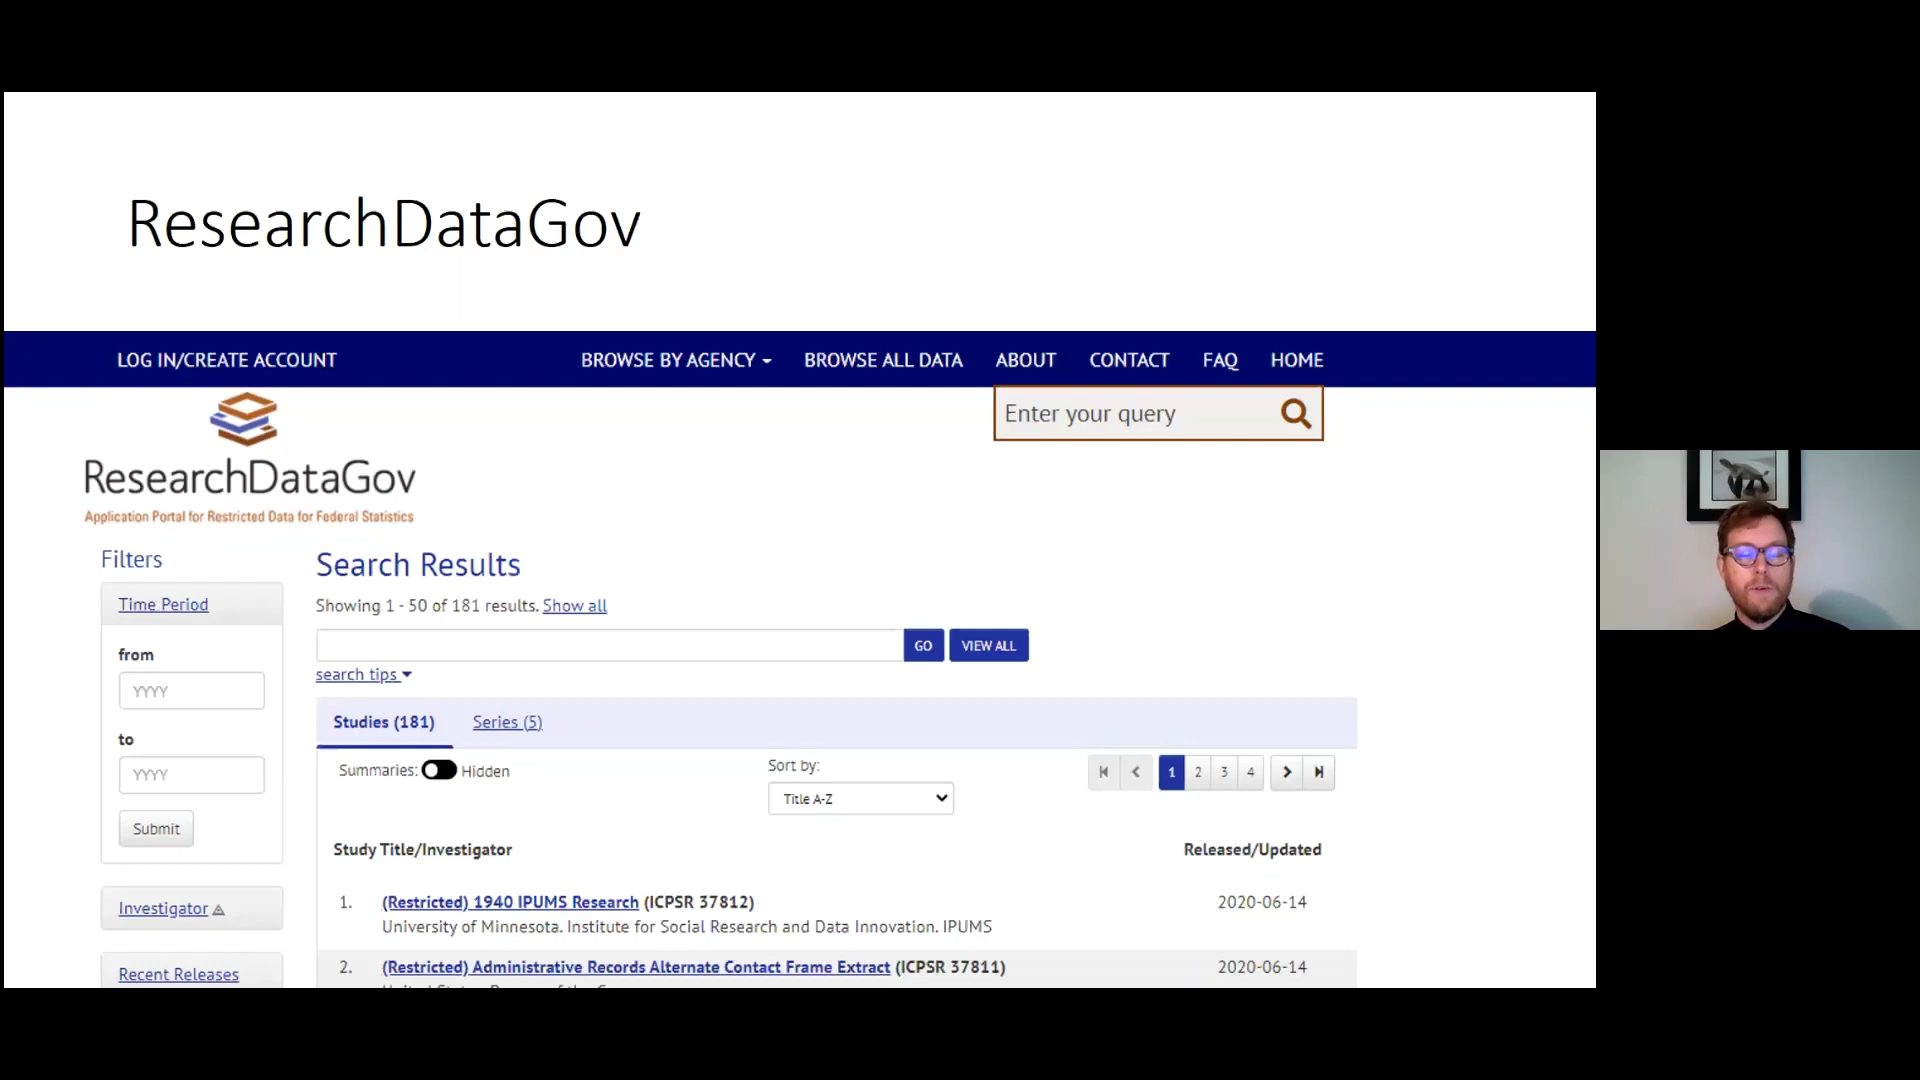 ResearchDataGov
LOG IN/CREATE ACCOUNT BROWSE BY AGENCY BROWSE ALL DATA ABOUT CONTACT FAQ HOME
Enter your query
ResearchDataGov
Application Portal for Restricted Data for Federal Statistics
Filters
Time Period
from
YYYY
to
YYYY
Submit
Investigator
Recent Releases
Search Results
Showing 1 - 50 of 181 results. Show all
GO VIEW ALL
search tips
Studies (181) Series (5)
Summaries: Hidden
Sort by:
Title A-Z
1 2 3 4
Study Title/Investigator Released/Updated
1. (Restricted) 1940 IPUMS Research (ICPSR 37812) 2020-06-14
University of Minnesota. Institute for Social Research and Data Innovation. IPUMS
2. (Restricted) Administrative Records Alternate Contact Frame Extract (ICPSR 37811) 2020-06-14